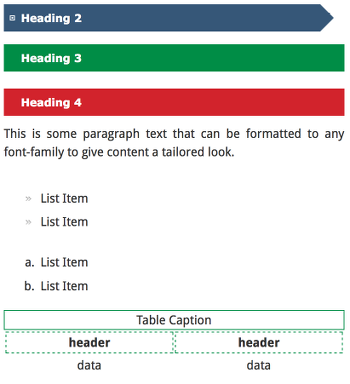 Heading 2
Heading 3
Heading 4
This is some paragraph text that can be formatted to any
font-family to give content a tailored look.
» List Item
» List Item
a. List Item
b. List Item
Table Caption
header header
data data